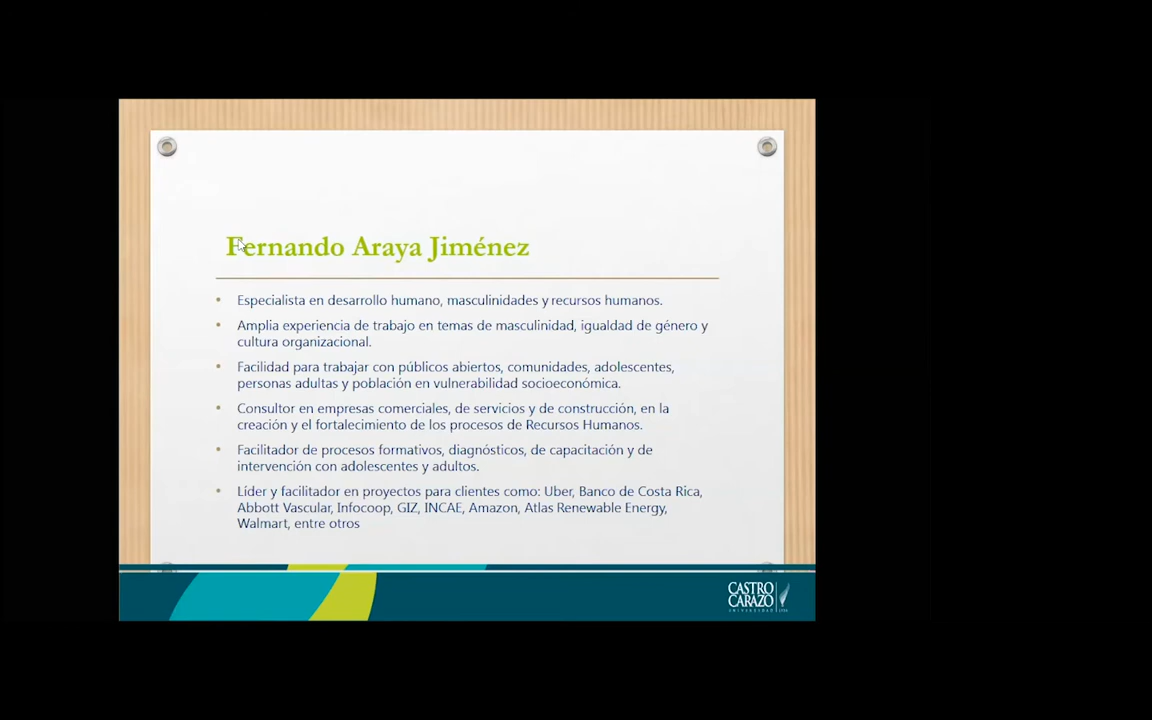 Fernando Araya Jiménez
• Especialista en desarrollo humano, masculinidades y recursos humanos.
• Amplia experiencia de trabajo en temas de masculinidad, igualdad de género y
cultura organizacional.
• Facilidad para trabajar con públicos abiertos, comunidades, adolescentes,
personas adultas y población en vulnerabilidad socioeconómica.
• Consultor en empresas comerciales, de servicios y de construcción, en la
creación y el fortalecimiento de los procesos de Recursos Humanos.
• Facilitador de procesos formativos, diagnósticos, de capacitación y de
intervención con adolescentes y adultos.
• Líder y facilitador en proyectos para clientes como: Uber, Banco de Costa Rica,
Abbott Vascular, Infocoop, GIZ, INCAE, Amazon, Atlas Renewable Energy,
Walmart, entre otros
CASTRO
CARAZO
UNIVERSIDAD